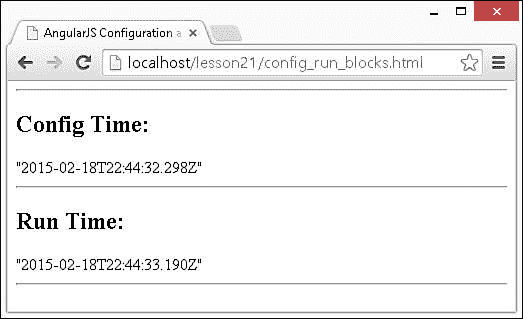 AngularJS Configuration a
localhost/lesson21/config_run_blocks.html
Config Time:
"2015-02-18T22:44:32.298Z"
Run Time:
"2015-02-18T22:44:33.190Z"